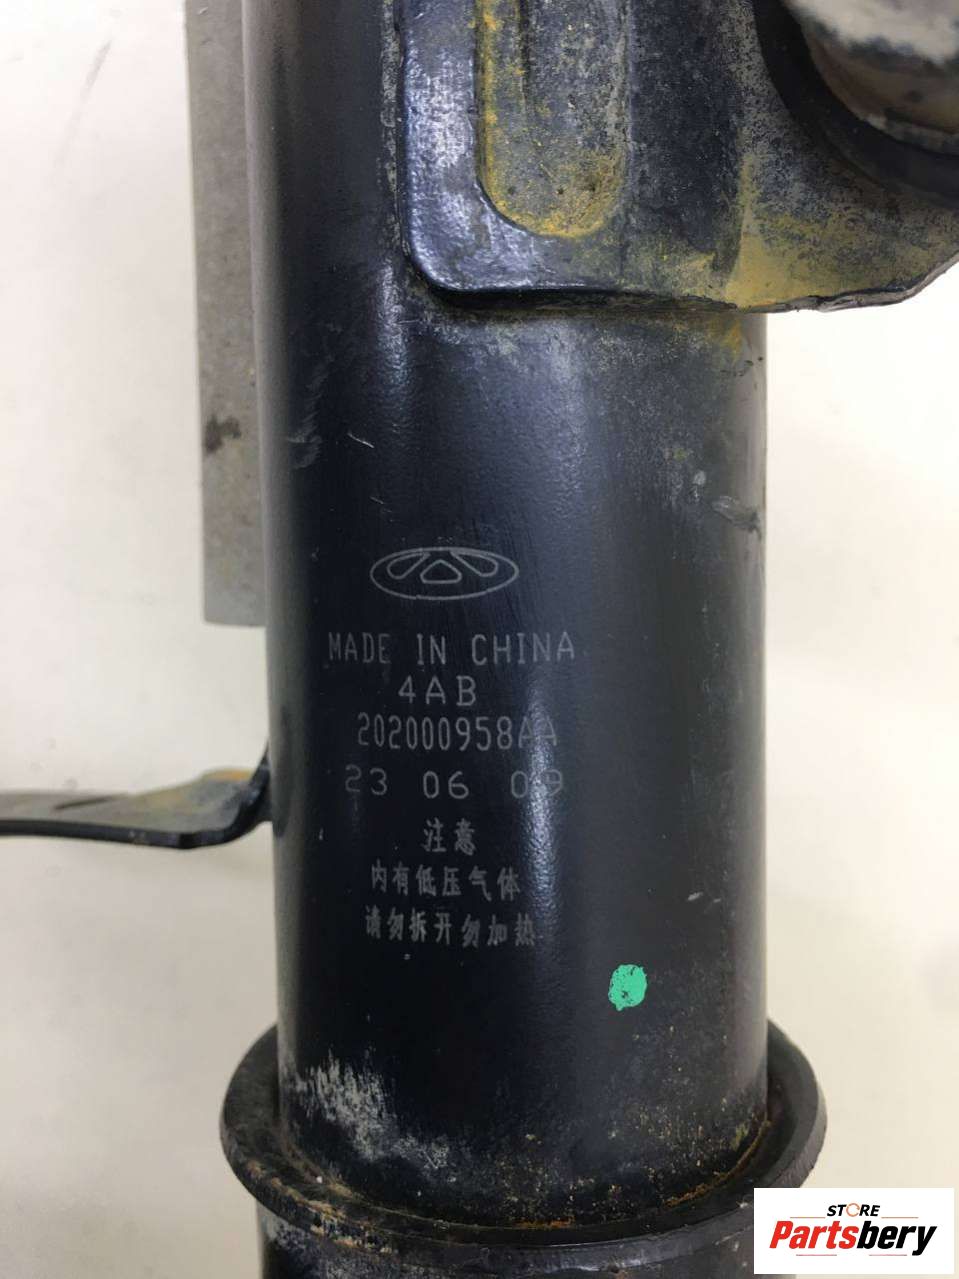 MADE IN CHINA
4AB
202000958AA
23 06 09
注意
内有低压气体
请勿拆开勿加热
STORE
Partsbery